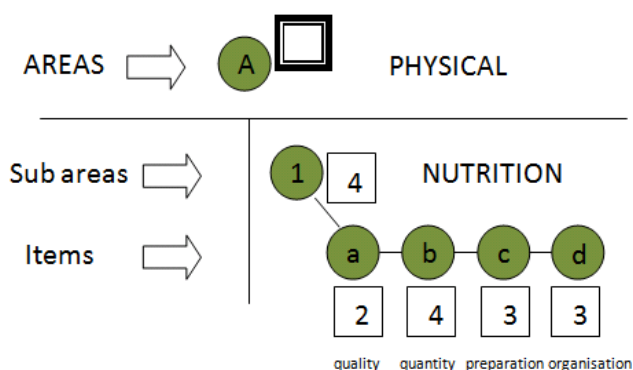 AREAS A PHYSICAL
Sub areas 1 4 NUTRITION
Items a b c d
2 4 3 3
quality quantity preparation organisation